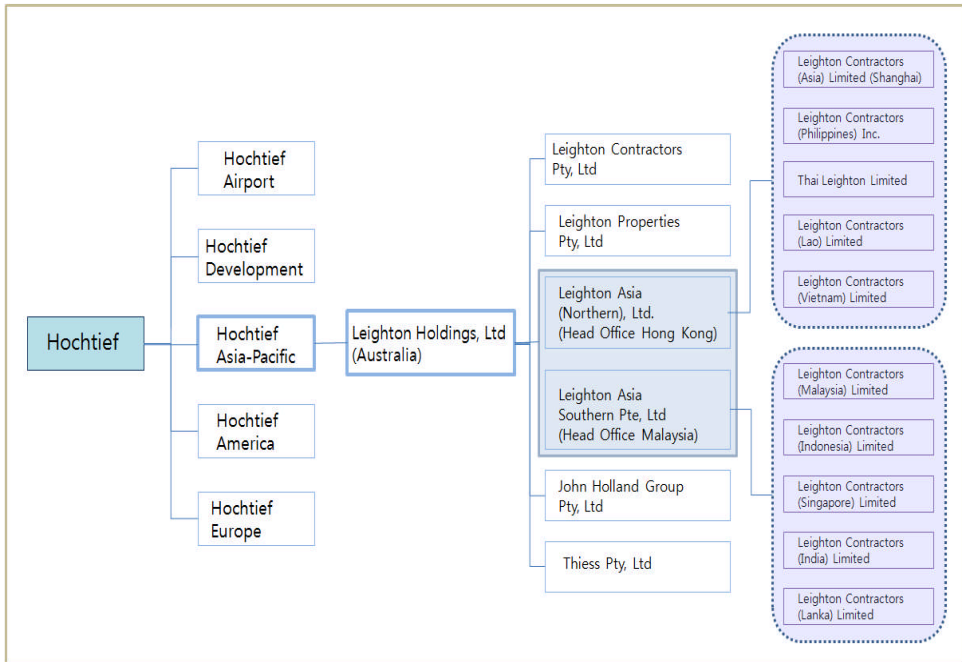 Hochtief
Hochtief
Airport
Hochtief
Development
Hochtief
Asia-Pacific
Hochtief
America
Hochtief
Europe
Leighton Holdings, Ltd
(Australia)
Leighton Contractors
Pty, Ltd
Leighton Properties
Pty, Ltd
Leighton Asia
(Northern), Ltd.
(Head Office Hong Kong)
Leighton Asia
Southern Pte, Ltd
(Head Office Malaysia)
John Holland Group
Pty, Ltd
Thiess Pty, Ltd
Leighton Contractors
(Asia) Limited (Shanghai)
Leighton Contractors
(Philippines) Inc.
Thai Leighton Limited
Leighton Contractors
(Lao) Limited
Leighton Contractors
(Vietnam) Limited
Leighton Contractors
(Malaysia) Limited
Leighton Contractors
(Indonesia) Limited
Leighton Contractors
(Singapore) Limited
Leighton Contractors
(India) Limited
Leighton Contractors
(Lanka) Limited